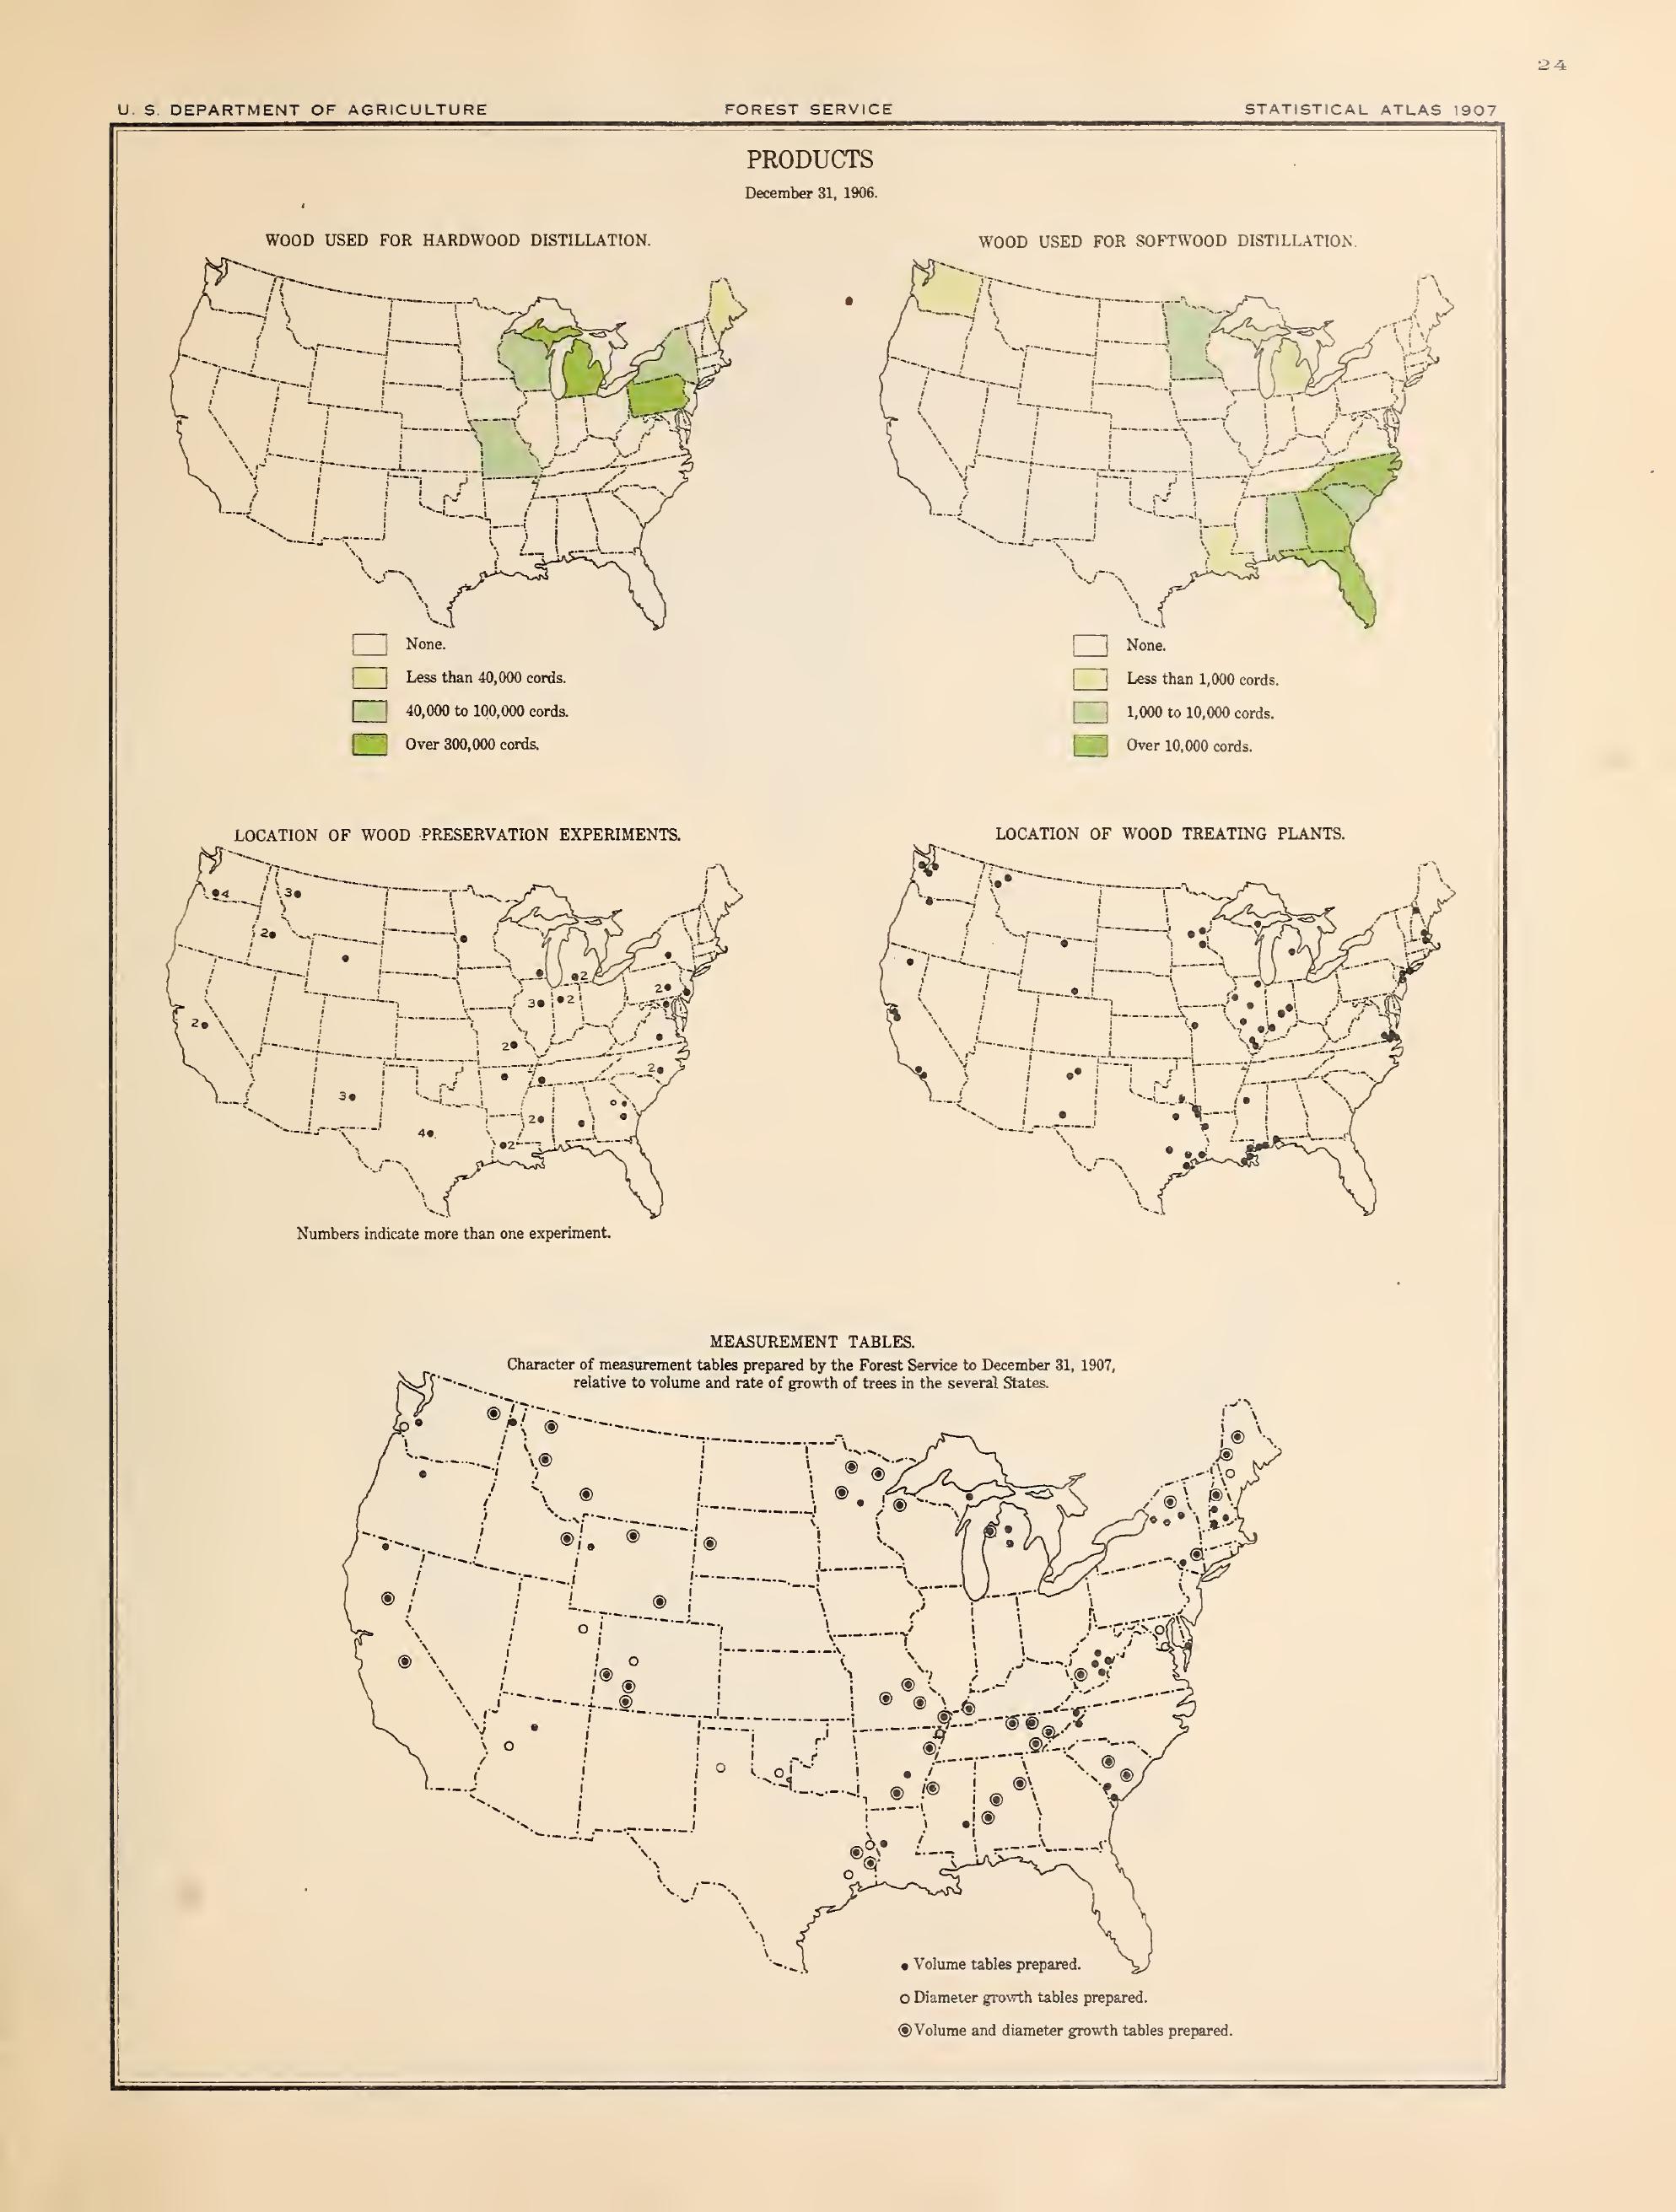 24
U. S. DEPARTMENT OF AGRICULTURE FOREST SERVICE STATISTICAL ATLAS 1907
PRODUCTS
December 31, 1906.
WOOD USED FOR HARDWOOD DISTILLATION.
None.
Less than 40,000 cords.
40,000 to 100,000 cords.
Over 300,000 cords.
WOOD USED FOR SOFTWOOD DISTILLATION.
None.
Less than 1,000 cords.
1,000 to 10,000 cords.
Over 10,000 cords.
LOCATION OF WOOD PRESERVATION EXPERIMENTS.
4
3
2
2
2
3
2
2
2
2
3
2
4
2
Numbers indicate more than one experiment.
LOCATION OF WOOD TREATING PLANTS.
MEASUREMENT TABLES.
Character of measurement tables prepared by the Forest Service to December 31, 1907,
relative to volume and rate of growth of trees in the several States.
Volume tables prepared.
Diameter growth tables prepared.
Volume and diameter growth tables prepared.